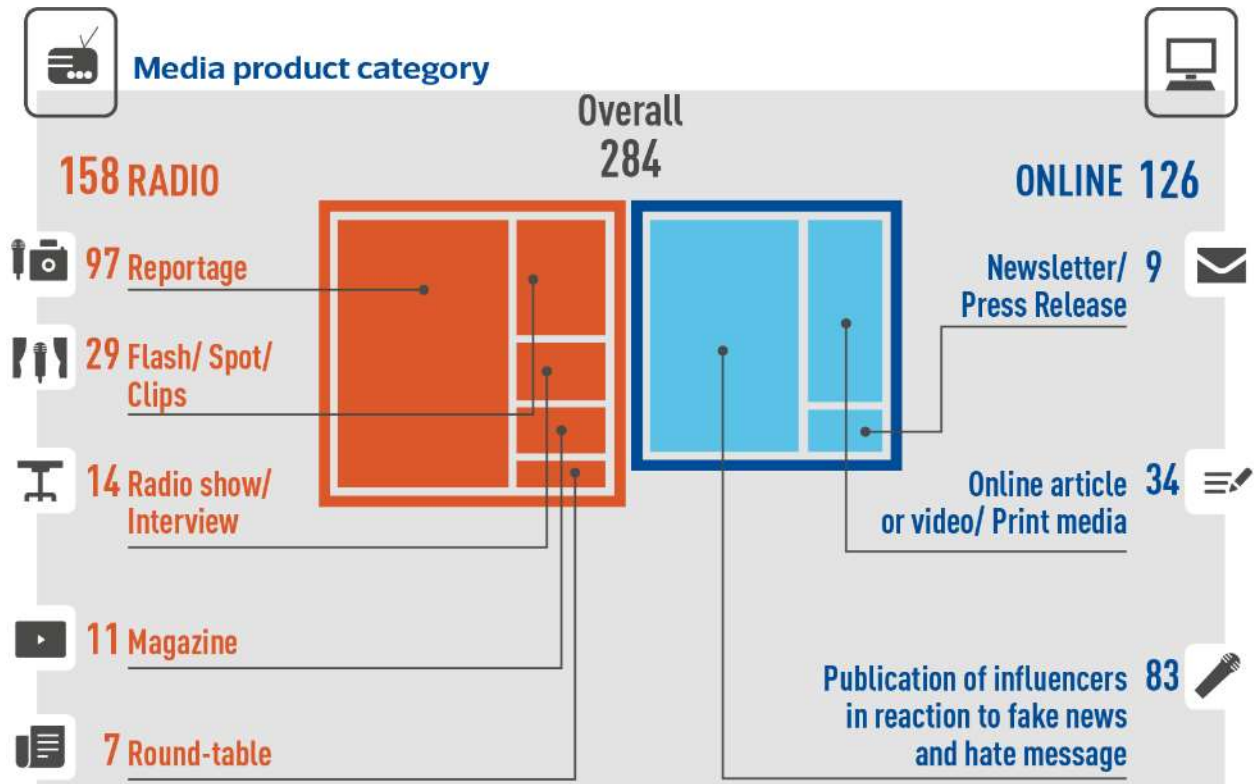 Media product category
Overall
284
158 RADIO
97 Reportage
29 Flash/ Spot/
Clips
14 Radio show/
Interview
11 Magazine
7 Round-table
ONLINE 126
Newsletter/ 9
Press Release
Online article 34
or video/ Print media
Publication of influencers 83
in reaction to fake news
and hate message